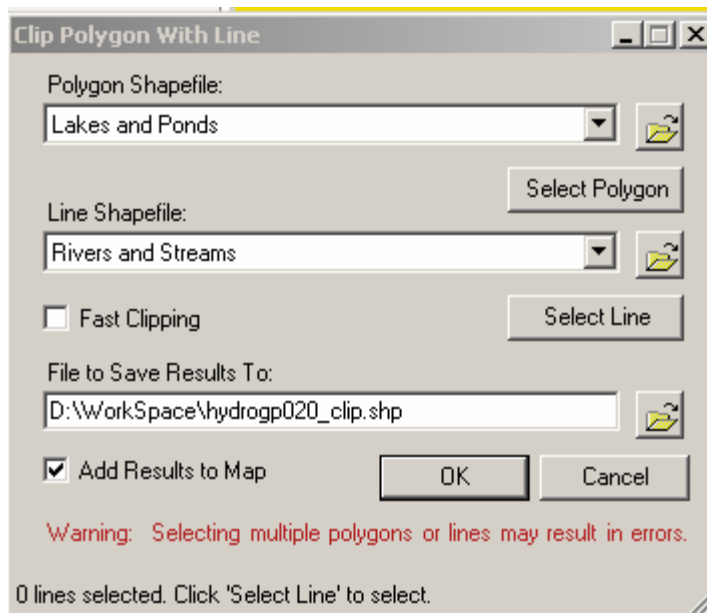 Clip Polygon With Line
Polygon Shapefile:
Lakes and Ponds
Select Polygon
Line Shapefile:
Rivers and Streams
Fast Clipping
Select Line
File to Save Results To:
D:\WorkSpace\hydrogp020_clip.shp
Add Results to Map
OK
Cancel
Warning: Selecting multiple polygons or lines may result in errors.
0 lines selected. Click 'Select Line' to select.